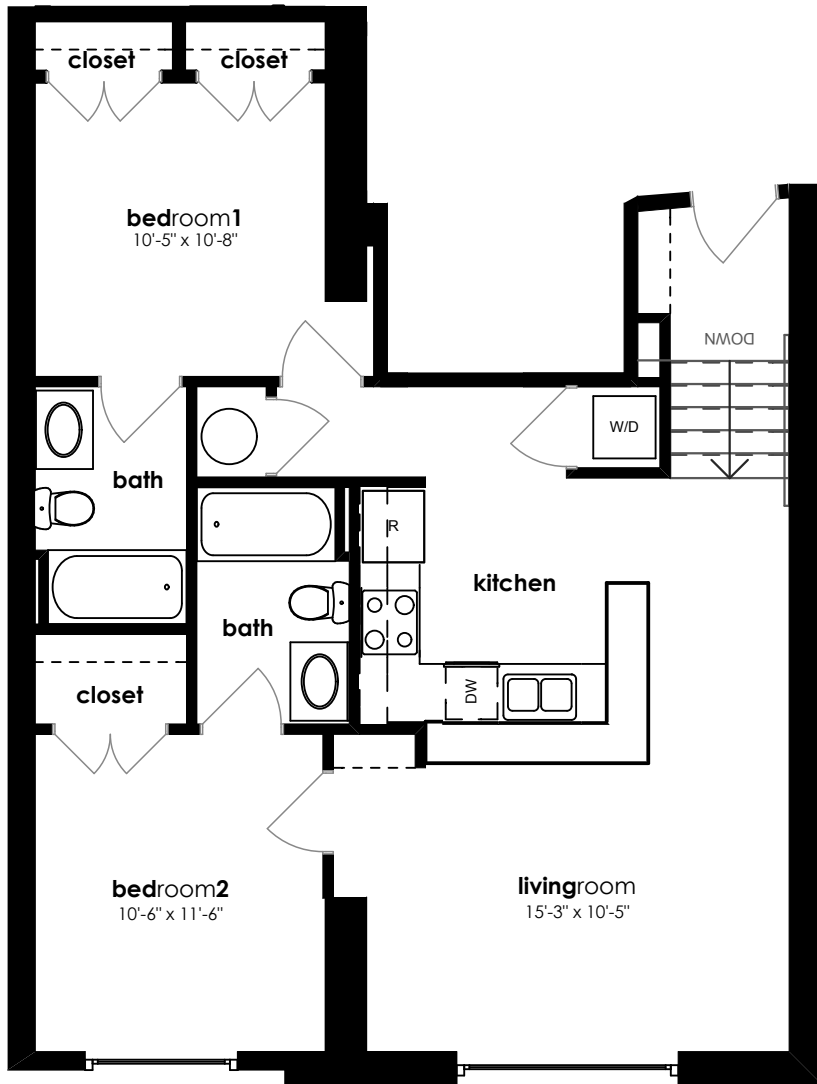 closet
closet
bedroom1
10'-5" x 10'-8"
DOWN
W/D
bath
R
kitchen
bath
closet
DW
bedroom2
10'-6" x 11'-6"
livingroom
15'-3" x 10'-5"